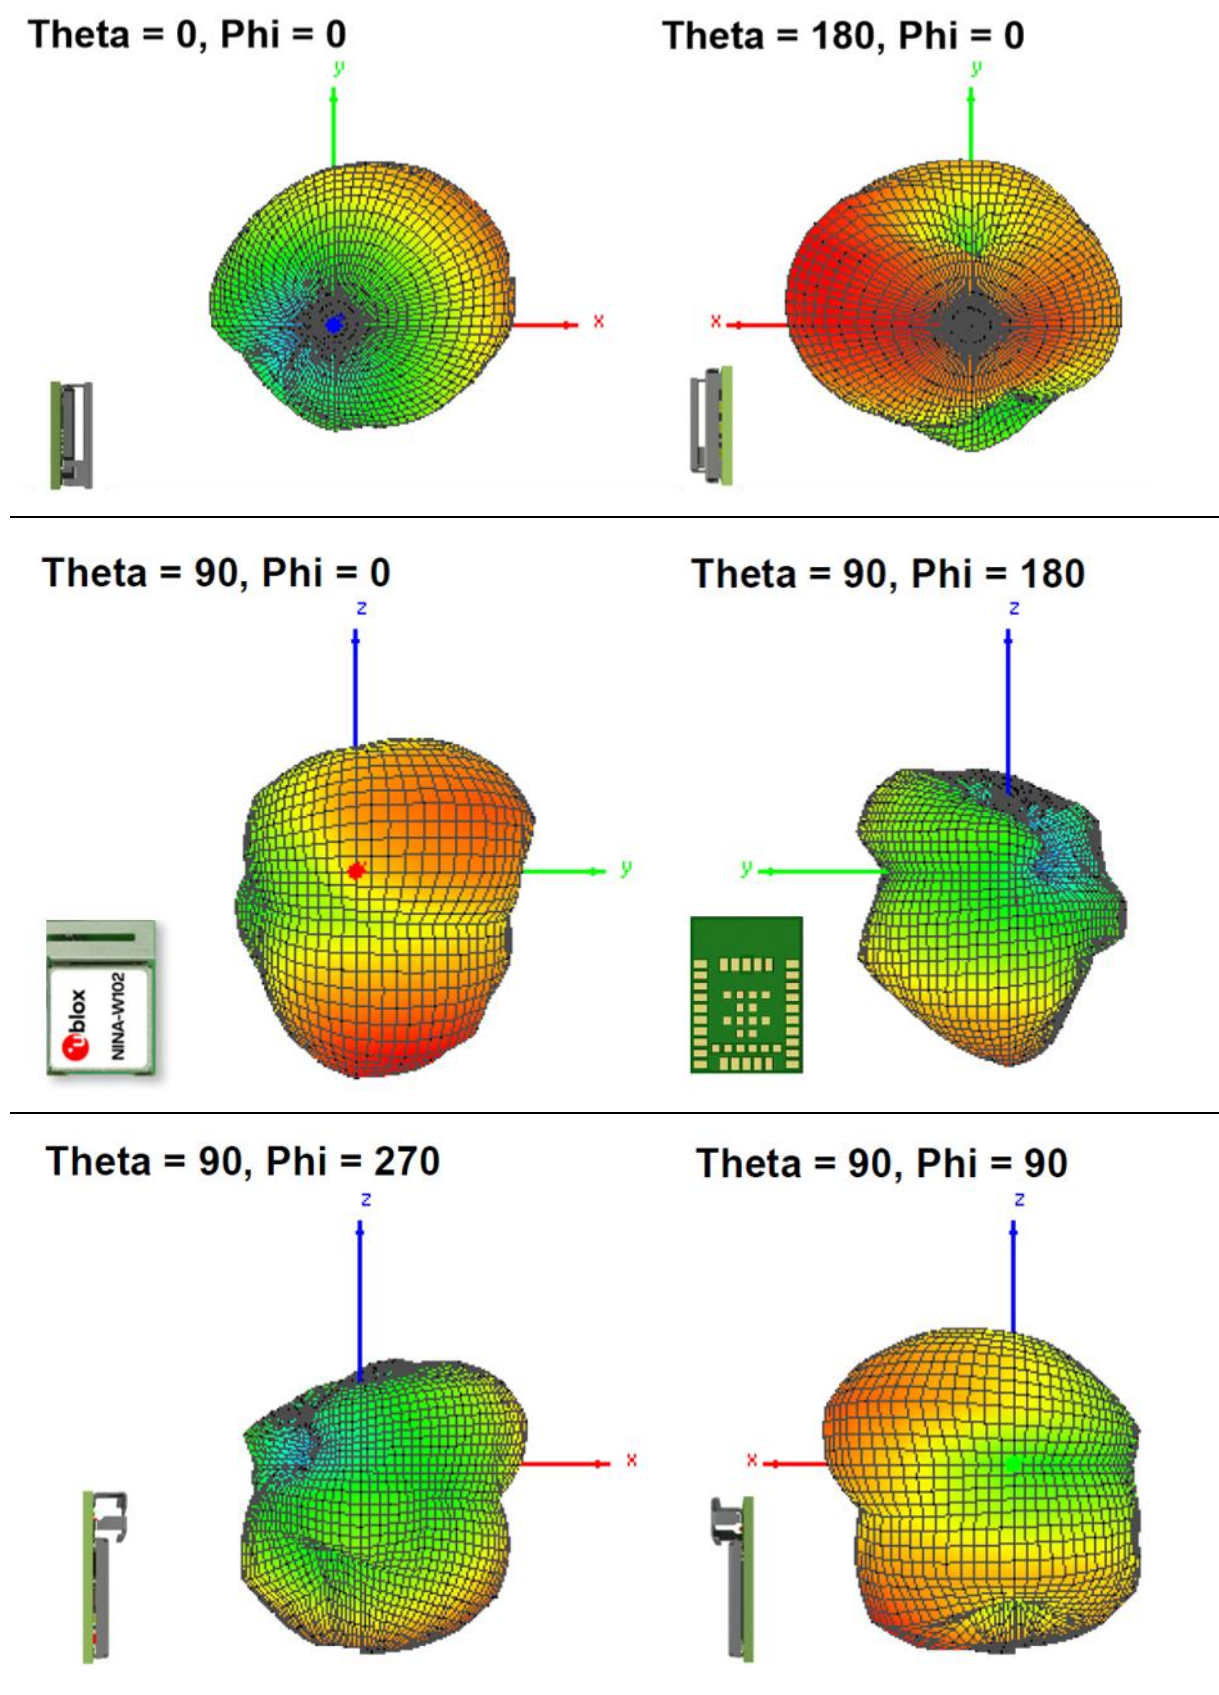 Theta = 0, Phi = 0
Theta = 180, Phi = 0
y
y
x
x
Theta = 90, Phi = 0
Theta = 90, Phi = 180
z
z
y
y
ublox
NINA-W102
Theta = 90, Phi = 270
Theta = 90, Phi = 90
z
z
x
x